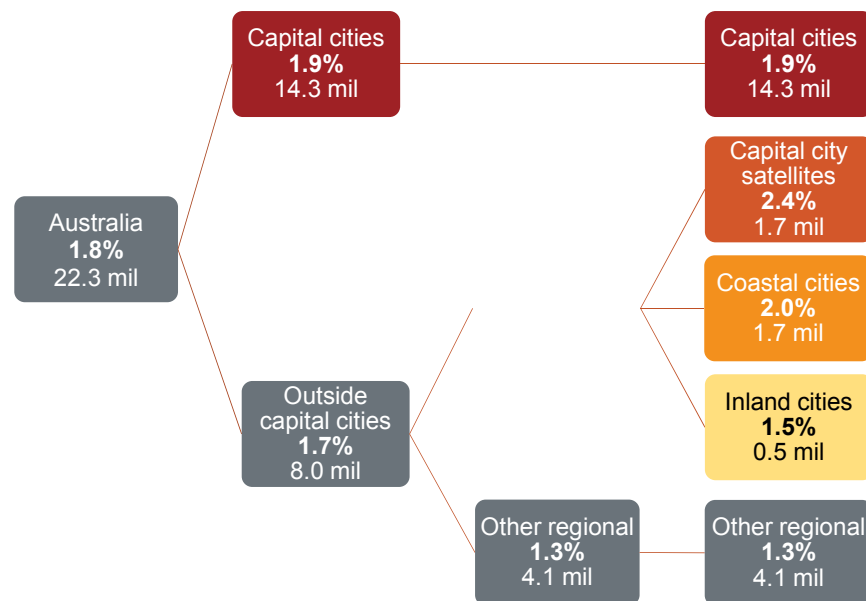 Capital cities
1.9%
14.3 mil
Capital cities
1.9%
14.3 mil
Capital city
satellites
2.4%
1.7 mil
Australia
1.8%
22.3 mil
Coastal cities
2.0%
1.7 mil
Outside
capital cities
1.7%
8.0 mil
Inland cities
1.5%
0.5 mil
Other regional
1.3%
4.1 mil
Other regional
1.3%
4.1 mil